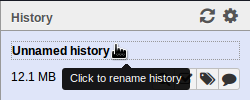 History
Unnamed history
12.1 MB
Click to rename history